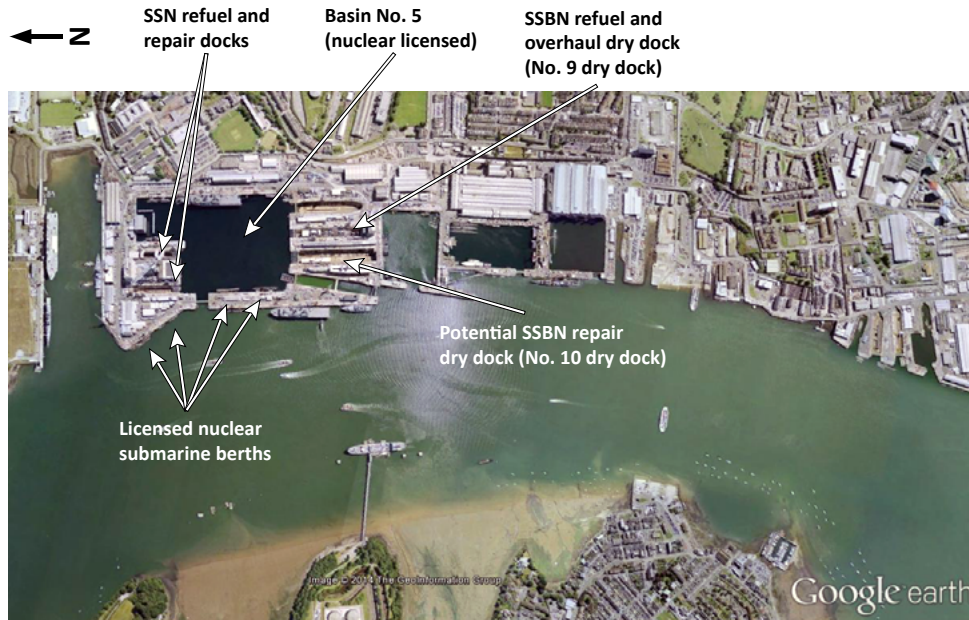 N
SSN refuel and
repair docks
Basin No. 5
(nuclear licensed)
SSBN refuel and
overhaul dry dock
(No. 9 dry dock)
Potential SSBN repair
dry dock (No. 10 dry dock)
Licensed nuclear
submarine berths
Image © 2014 The GeoInformation Group
Google earth